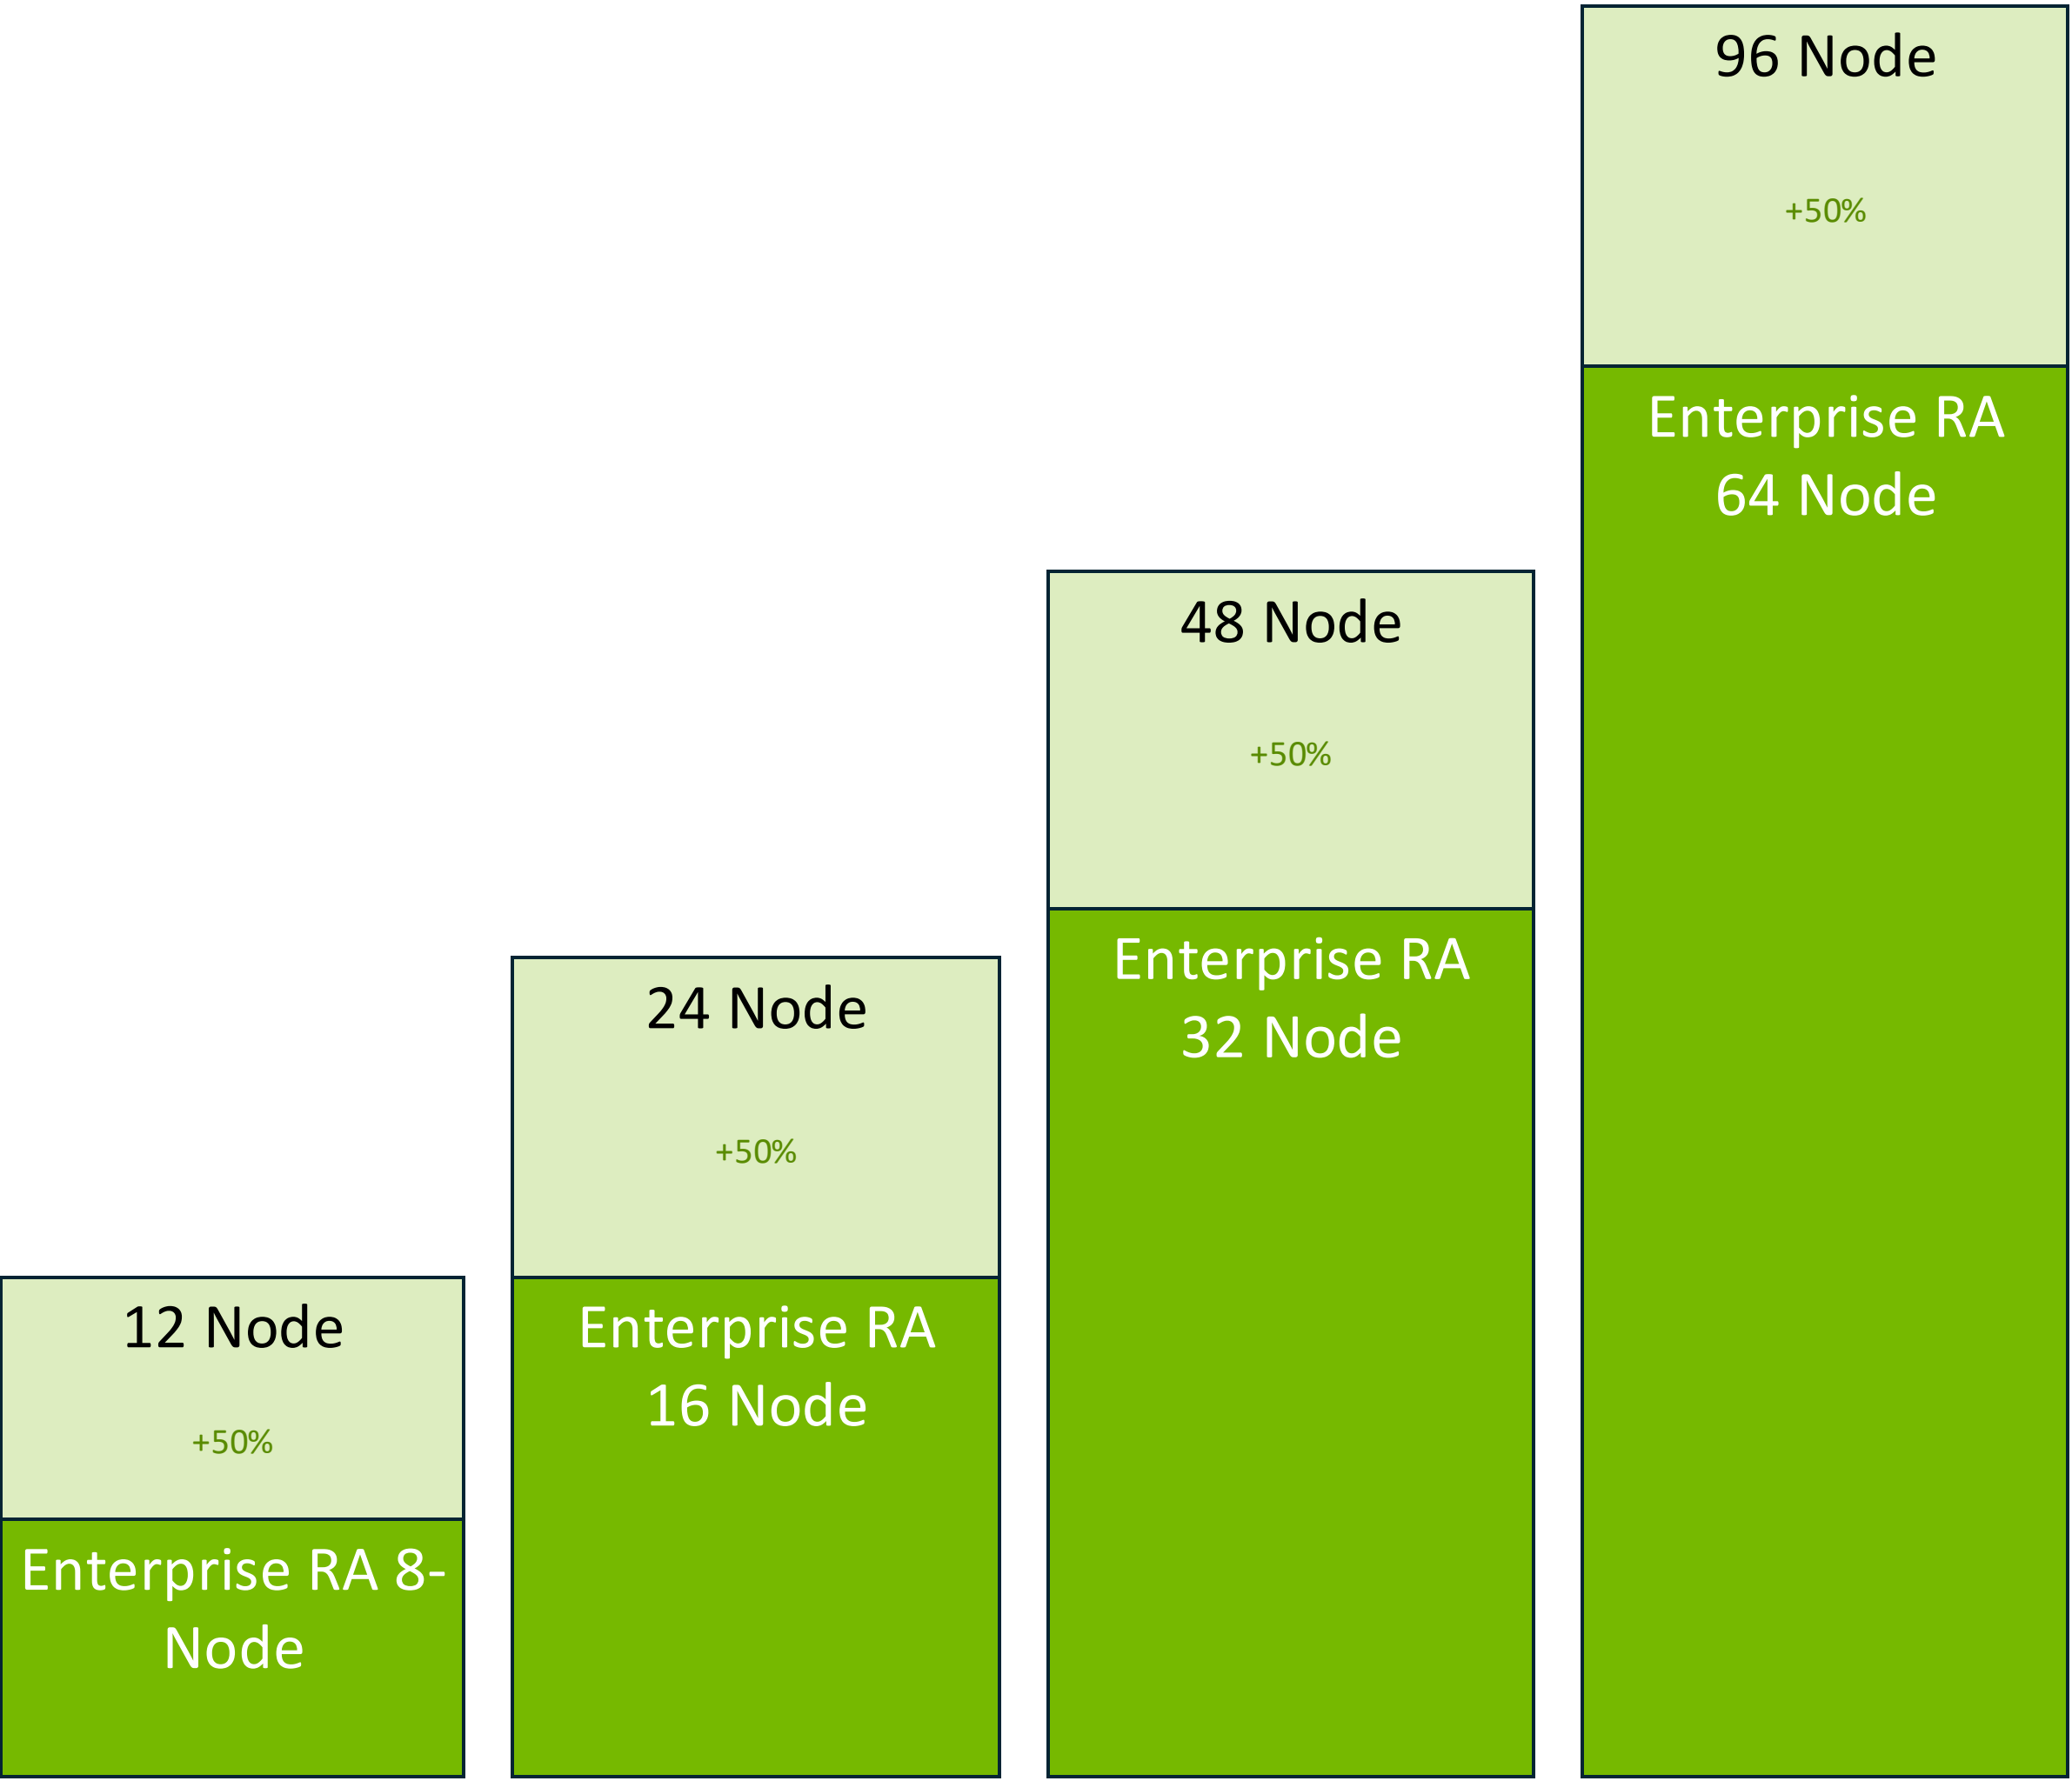 12 Node
+50%
Enterprise RA 8-
Node
24 Node
+50%
Enterprise RA
16 Node
48 Node
+50%
Enterprise RA
32 Node
96 Node
+50%
Enterprise RA
64 Node